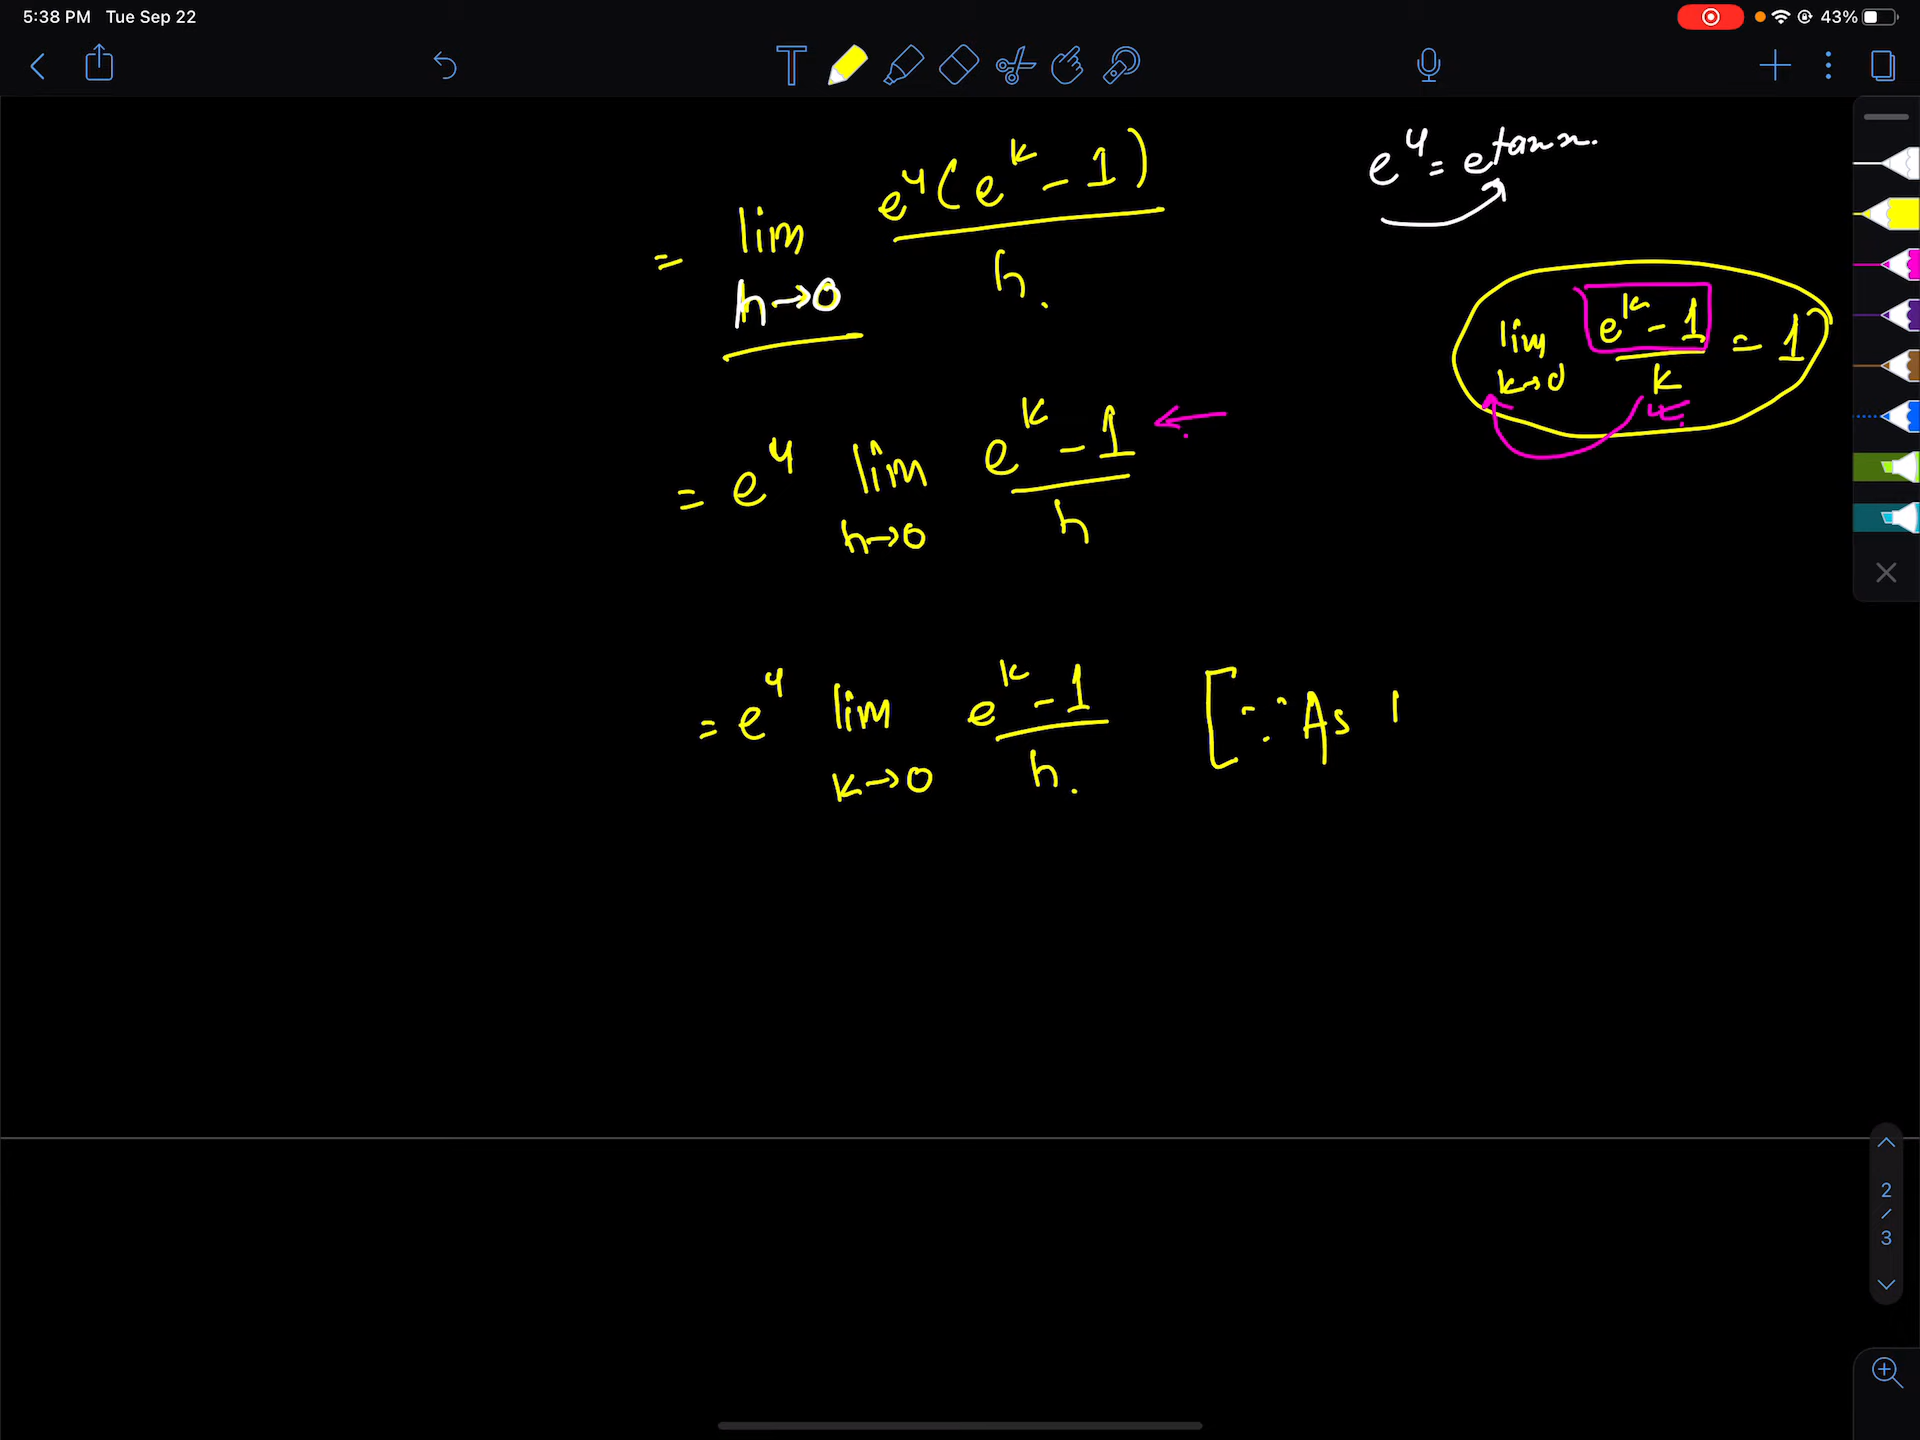 5:38 PM Tue Sep 22
43%
e^u = e^tan x.
= lim h→0 e^u(e^k - 1) / h.
lim k→0 (e^k - 1) / k = 1
= e^u lim h→0 (e^k - 1) / h
= e^u lim k→0 (e^k - 1) / h. [∵ As
2
/
3